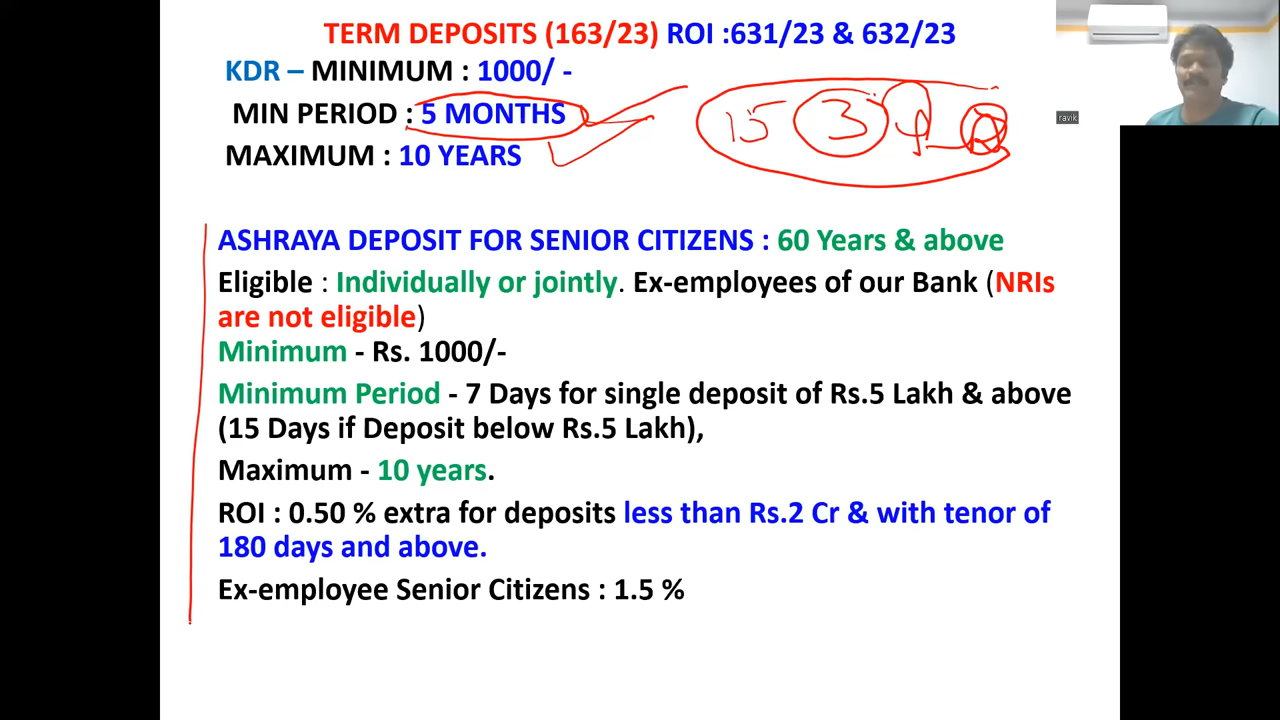 TERM DEPOSITS (163/23) ROI :631/23 & 632/23
KDR – MINIMUM : 1000/ -
MIN PERIOD : 5 MONTHS
15 3
MAXIMUM : 10 YEARS
ravik
ASHRAYA DEPOSIT FOR SENIOR CITIZENS : 60 Years & above
Eligible : Individually or jointly. Ex-employees of our Bank (NRIs
are not eligible)
Minimum - Rs. 1000/-
Minimum Period - 7 Days for single deposit of Rs.5 Lakh & above
(15 Days if Deposit below Rs.5 Lakh),
Maximum - 10 years.
ROI : 0.50 % extra for deposits less than Rs.2 Cr & with tenor of
180 days and above.
Ex-employee Senior Citizens : 1.5 %